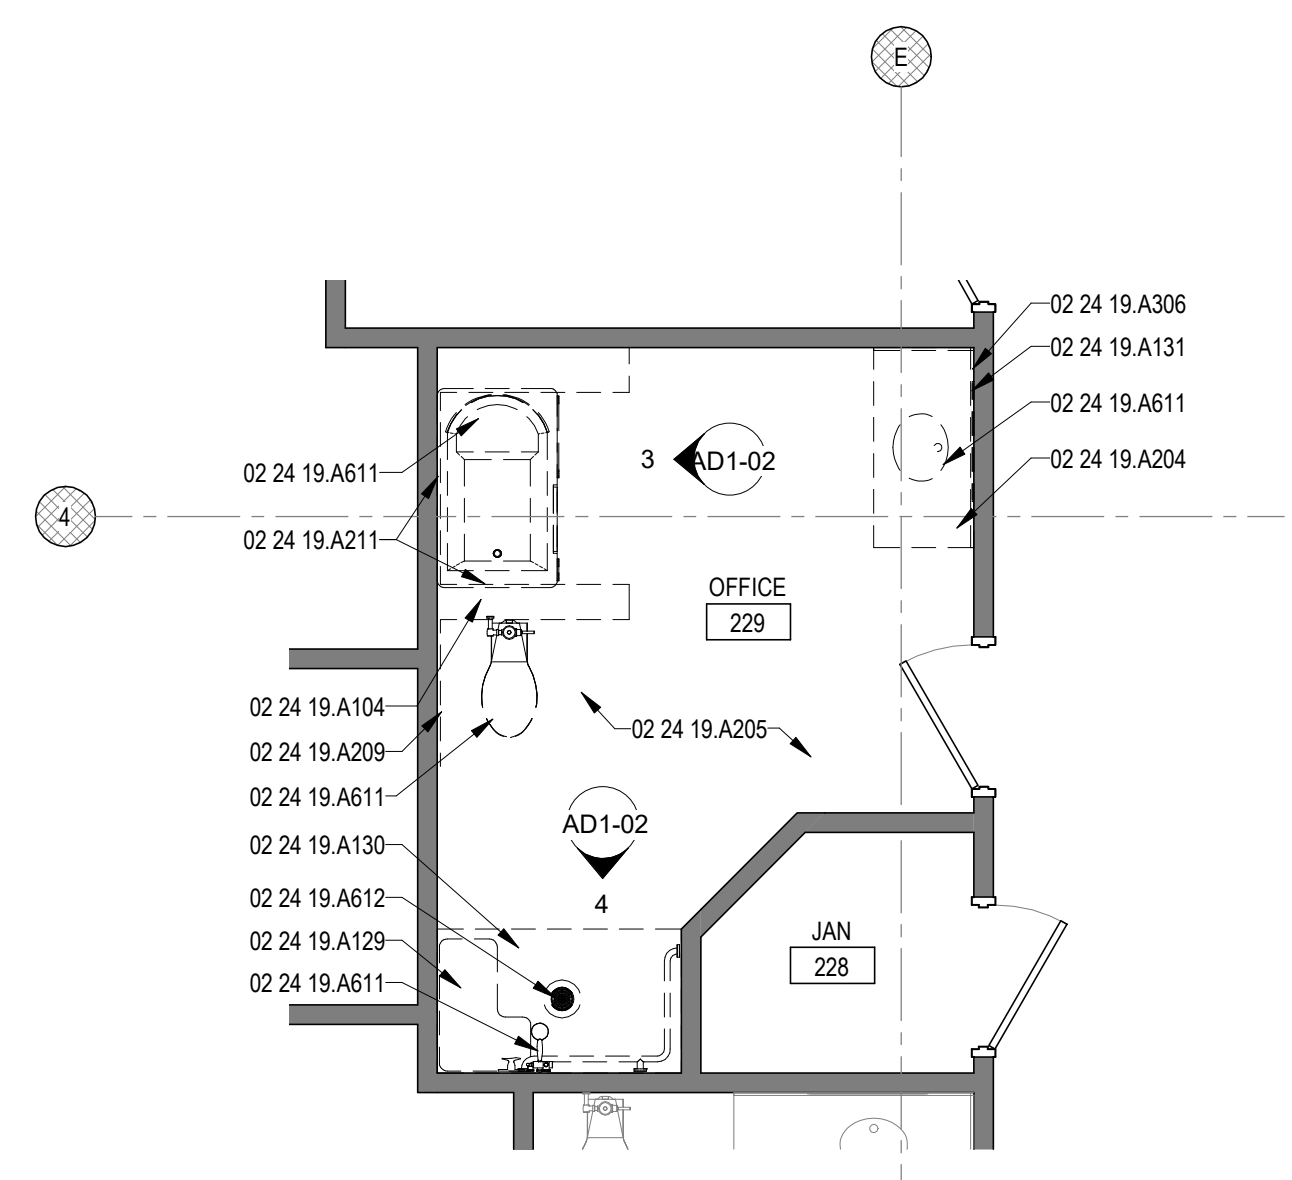 E
02 24 19.A306
02 24 19.A131
02 24 19.A611
02 24 19.A204
3
AD1-02
02 24 19.A611
4
02 24 19.A211
OFFICE
229
02 24 19.A104
02 24 19.A205
02 24 19.A209
02 24 19.A611
AD1-02
02 24 19.A130
02 24 19.A612
4
JAN
02 24 19.A129
228
02 24 19.A611